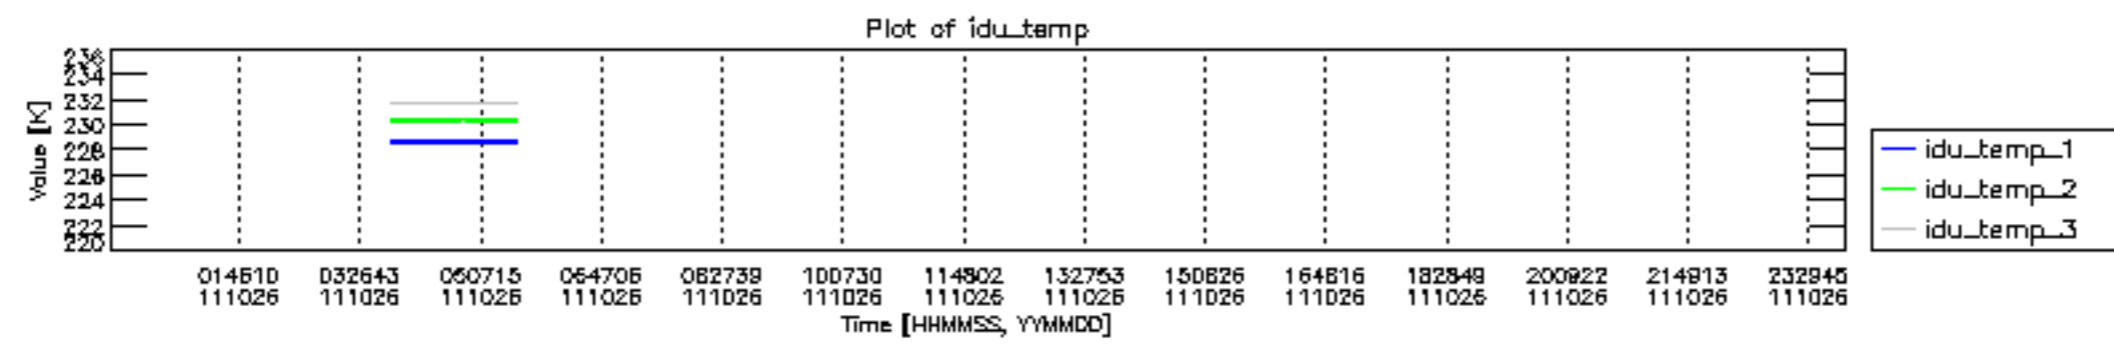 Plot of idu_temp
236
234
232
230
228
226
224
222
220
Value [K]
014610 032643 050715 064706 082739 100730 114802 132753 150826 164816 182849 200922 214913 232945
111026 111026 111026 111026 111026 111026 111026 111026 111026 111026 111026 111026 111026 111026
Time [HHMMSS, YYMMDD]
idu_temp_1
idu_temp_2
idu_temp_3